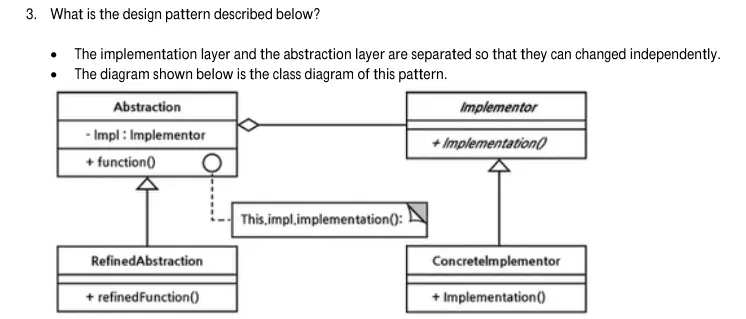 3. What is the design pattern described below?
• The implementation layer and the abstraction layer are separated so that they can changed independently.
• The diagram shown below is the class diagram of this pattern.
Abstraction
- Impl : Implementor
+ function()
Implementor
+ Implementation()
This,impl,implementation():
RefinedAbstraction
+ refinedFunction()
ConcreteImplementor
+ Implementation()